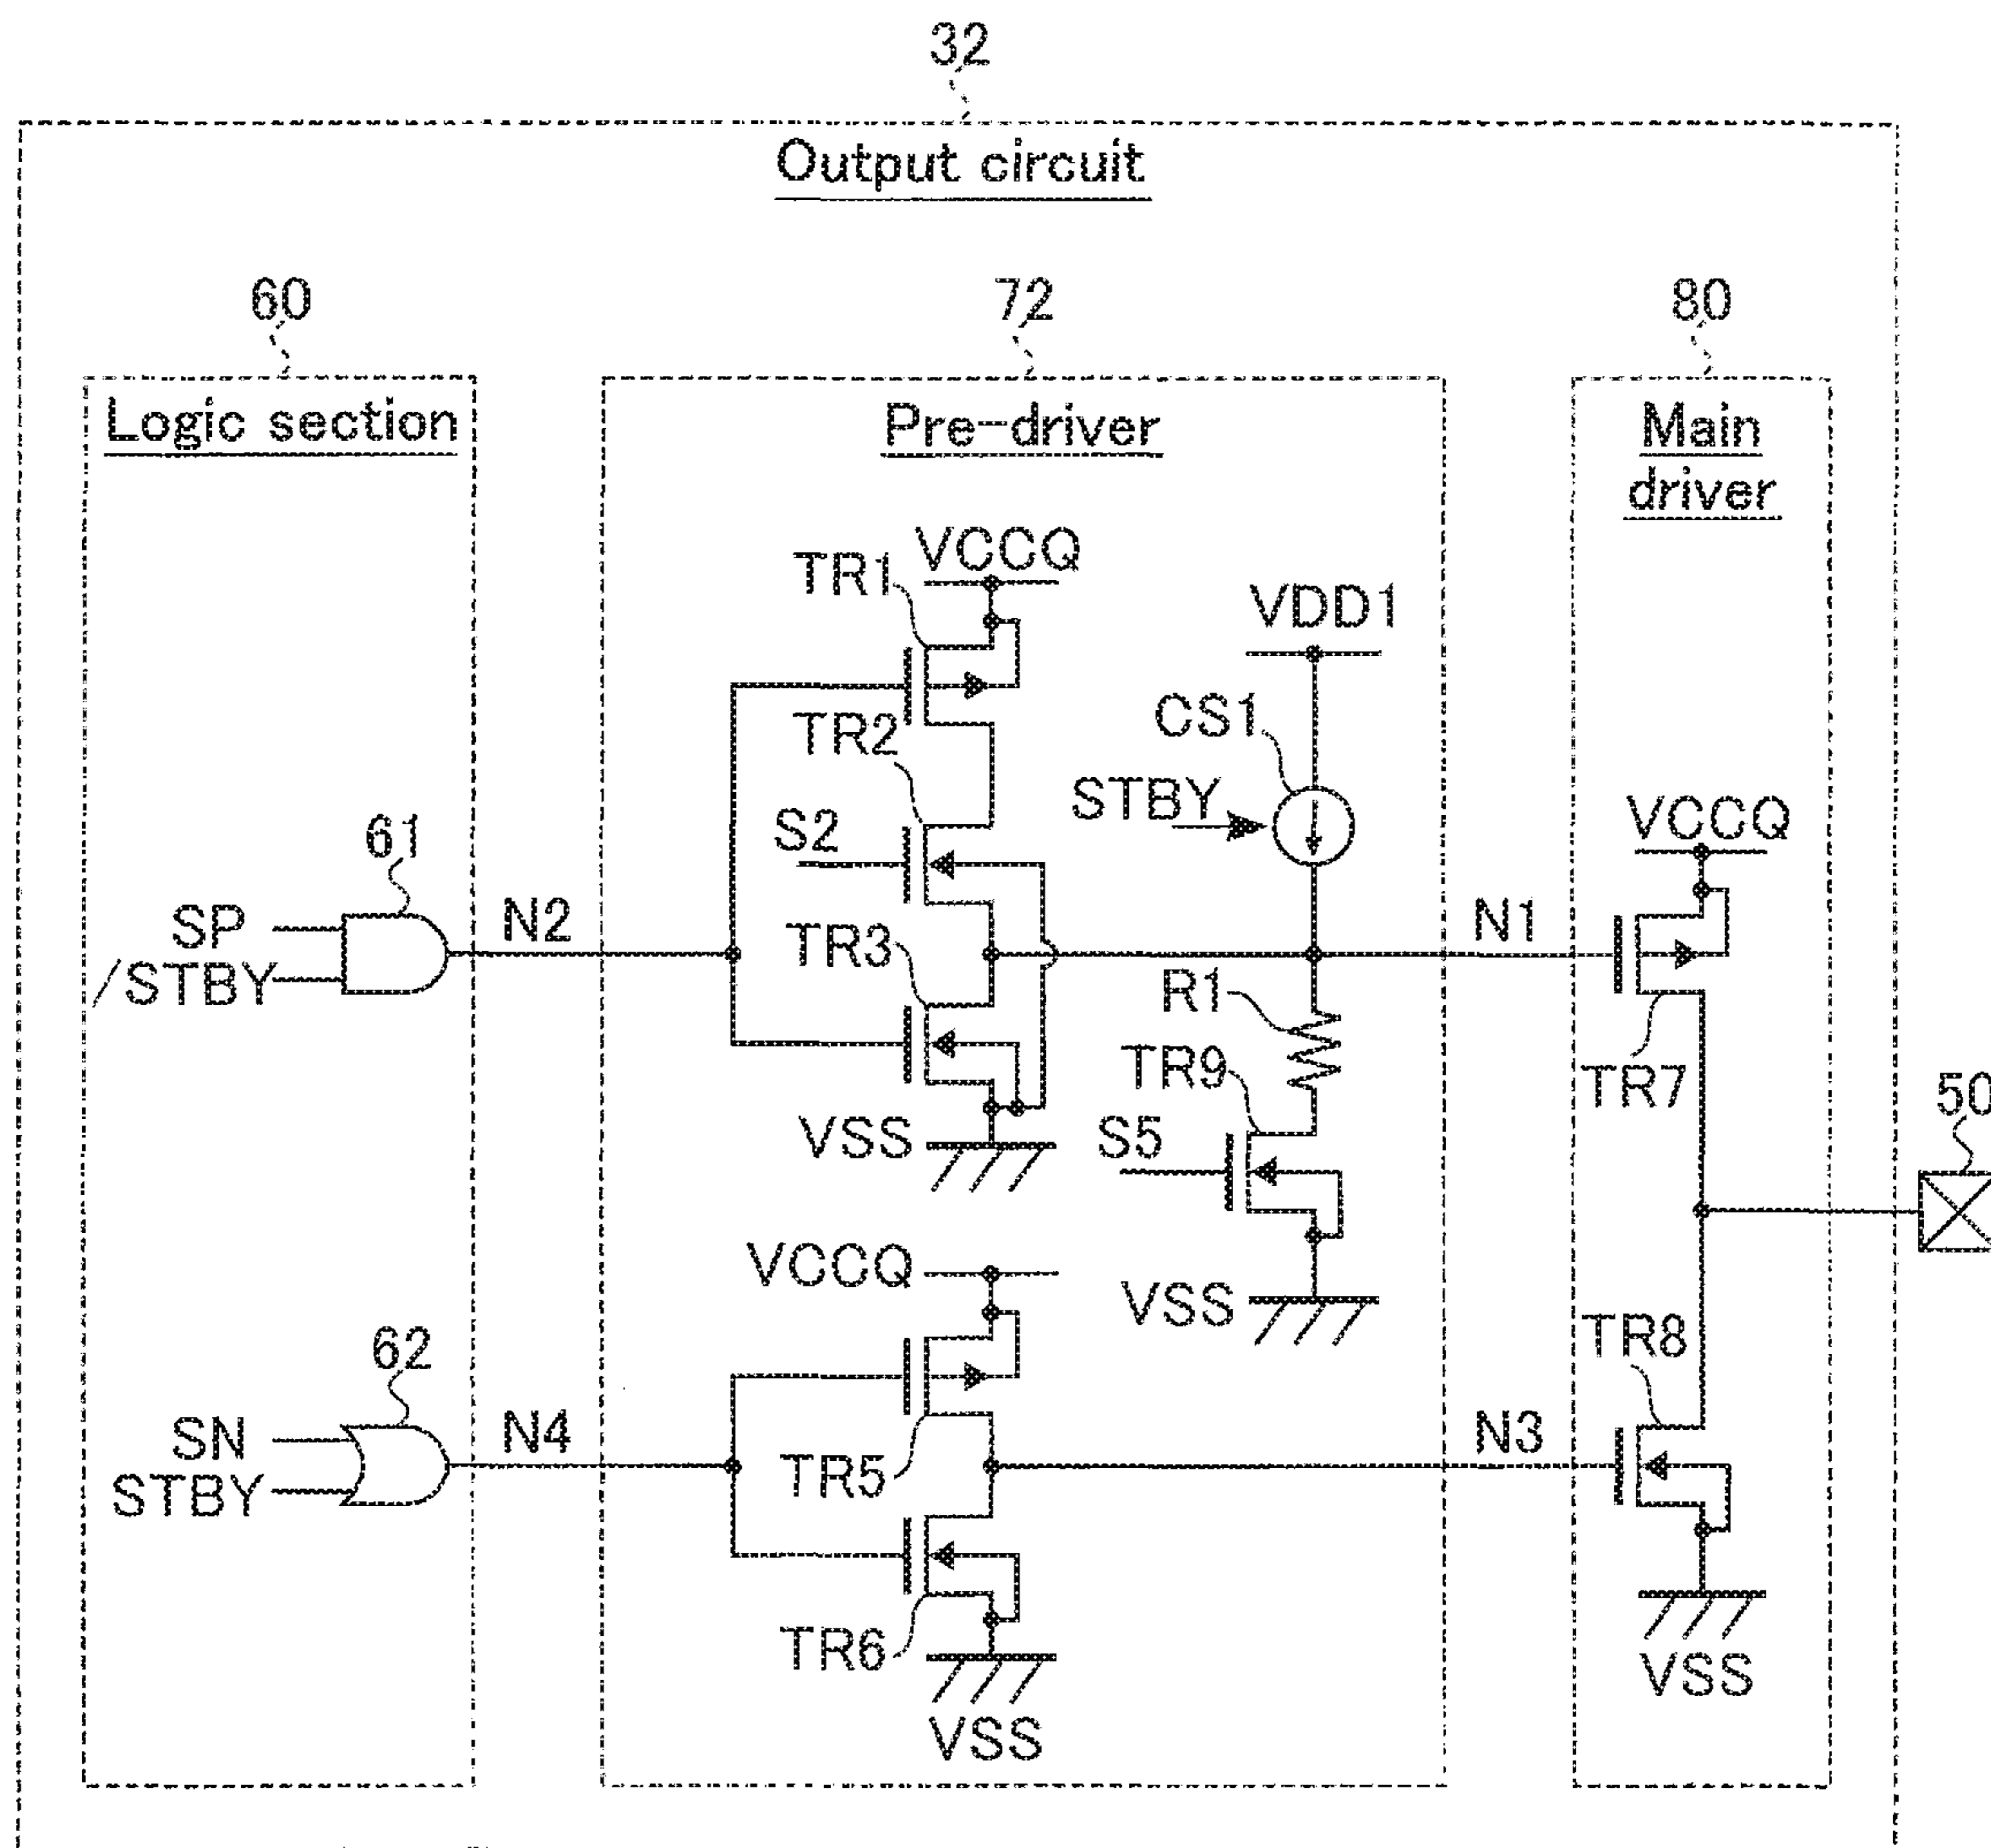 32
Output circuit
60
72
80
Logic section
Pre-driver
Main
driver
VCCQ
TR1
VDD1
TR2
CS1
STBY
VCCQ
S2
61
SP
/STBY
N2
TR3
N1
R1
TR9
TR7
50
VSS
S5
VCCQ
VSS
TR8
62
SN
STBY
N4
TR5
N3
TR6
VSS
VSS